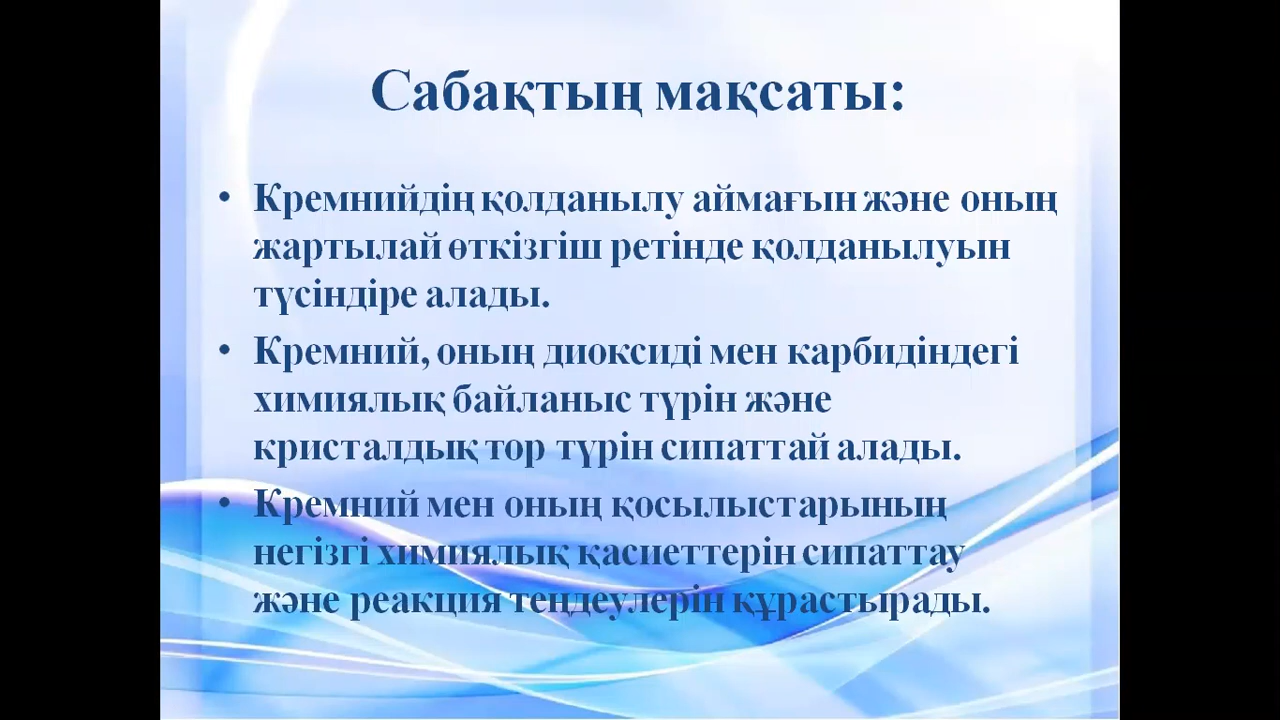 Сабақтың мақсаты:
• Кремнийдің қолданылу аймағын және оның
жартылай өткізгіш ретінде қолданылуын
түсіндіре алады.
• Кремний, оның диоксиді мен карбидіндегі
химиялық байланыс түрін және
кристалдық тор түрін сипаттай алады.
• Кремний мен оның қосылыстарының
негізгі химиялық қасиеттерін сипаттау
және реакция теңдеулерін құрастырады.